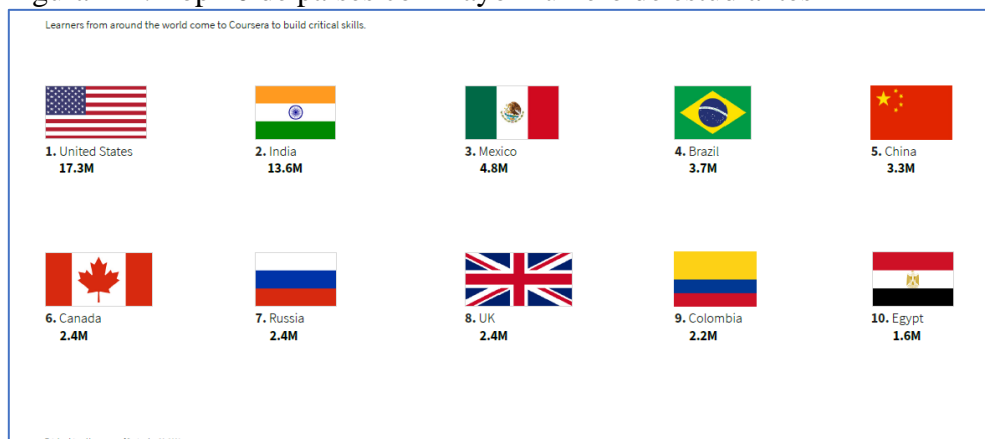 Learners from around the world come to Coursera to build critical skills.
1. United States
17.3M
2. India
13.6M
3. Mexico
4.8M
4. Brazil
3.7M
5. China
3.3M
6. Canada
2.4M
7. Russia
2.4M
8. UK
2.4M
9. Colombia
2.2M
10. Egypt
1.6M